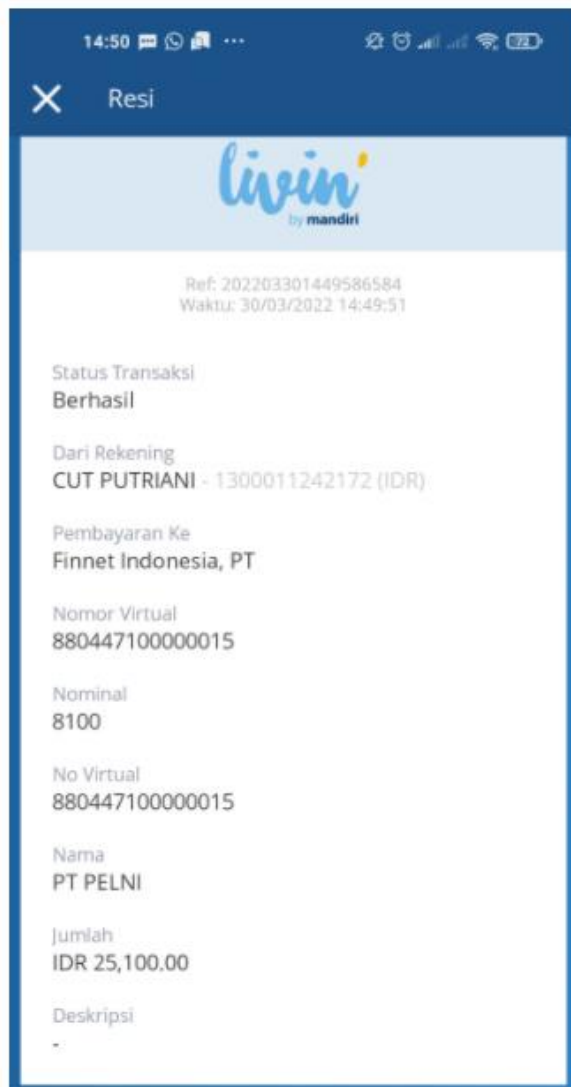 14:50
72
Resi
livin'
by mandiri
Ref: 202203301449586584
Waktu: 30/03/2022 14:49:51
Status Transaksi
Berhasil
Dari Rekening
CUT PUTRIANI - 1300011242172 (IDR)
Pembayaran Ke
Finnet Indonesia, PT
Nomor Virtual
880447100000015
Nominal
8100
No Virtual
880447100000015
Nama
PT PELNI
Jumlah
IDR 25,100.00
Deskripsi
-